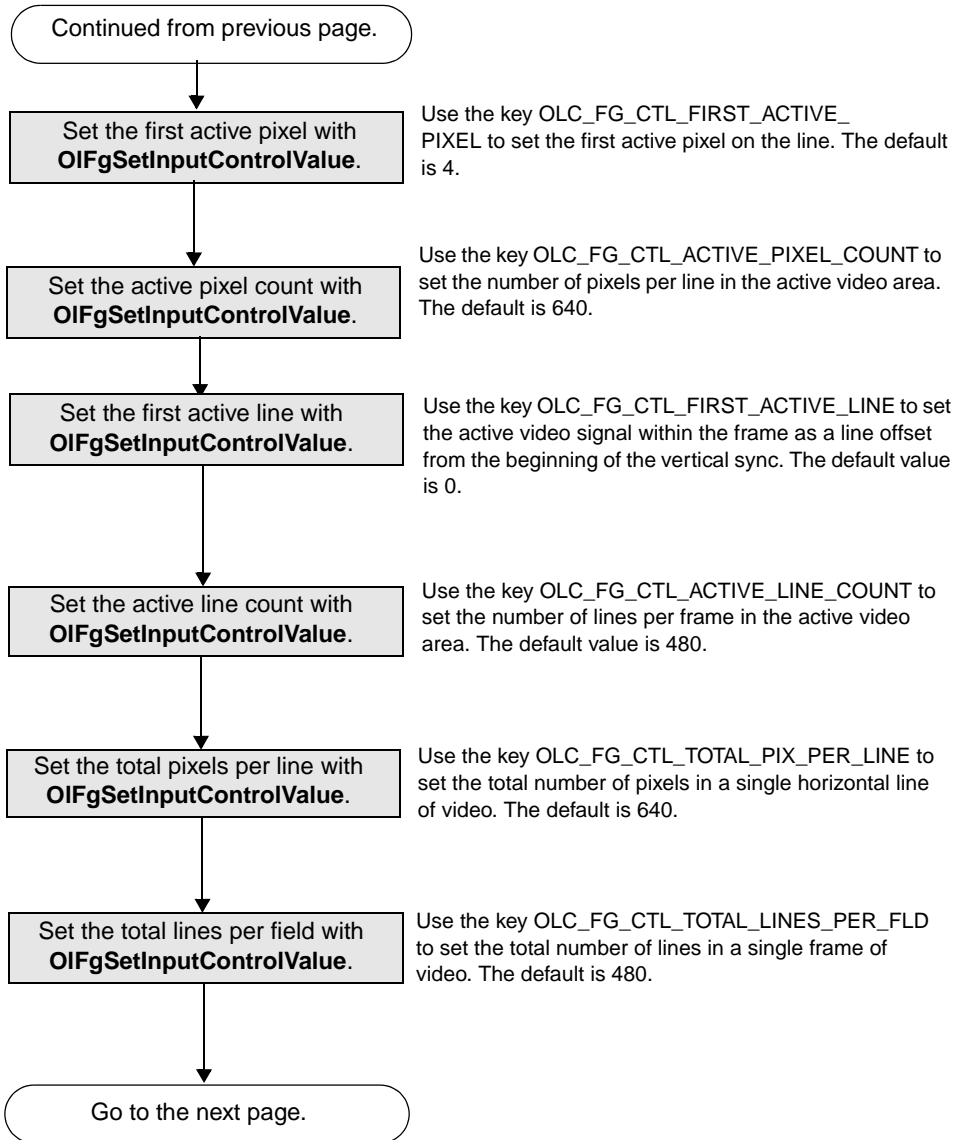 Continued from previous page.
Set the first active pixel with
OlFgSetInputControlValue.
Use the key OLC_FG_CTL_FIRST_ACTIVE_
PIXEL to set the first active pixel on the line. The default
is 4.
Set the active pixel count with
OlFgSetInputControlValue.
Use the key OLC_FG_CTL_ACTIVE_PIXEL_COUNT to
set the number of pixels per line in the active video area.
The default is 640.
Set the first active line with
OlFgSetInputControlValue.
Use the key OLC_FG_CTL_FIRST_ACTIVE_LINE to set
the active video signal within the frame as a line offset
from the beginning of the vertical sync. The default value
is 0.
Set the active line count with
OlFgSetInputControlValue.
Use the key OLC_FG_CTL_ACTIVE_LINE_COUNT to
set the number of lines per frame in the active video
area. The default value is 480.
Set the total pixels per line with
OlFgSetInputControlValue.
Use the key OLC_FG_CTL_TOTAL_PIX_PER_LINE to
set the total number of pixels in a single horizontal line
of video. The default is 640.
Set the total lines per field with
OlFgSetInputControlValue.
Use the key OLC_FG_CTL_TOTAL_LINES_PER_FLD
to set the total number of lines in a single frame of
video. The default is 480.
Go to the next page.